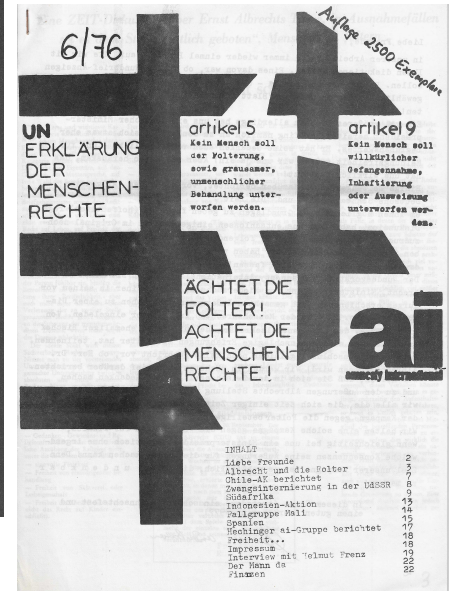 6/76
Auflage 2500 Exemplare
UN
ERKLÄRUNG
DER
MENSCHEN-
RECHTE
artikel 5
Kein Mensch soll
der Folterung,
sowie grausamer,
unmenschlicher
Behandlung unter-
worfen werden.
artikel 9
Kein Mensch soll
willkürlicher
Gefangennahme,
Inhaftierung
oder Ausweisung
unterworfen wer-
den.
ÄCHTET DIE
FOLTER!
ACHTET DIE
MENSCHEN-
RECHTE!
ai
amnesty international
INHALT
Liebe Freunde 2
Albrecht und die Folter 3
Chile-AK berichtet 7
Zwangsinternierung in der UdSSR 8
Südafrika 9
Indonesien-Aktion 13
Fallgruppe Mali 14
Spanien 15
Hechinger ai-Gruppe berichtet 17
Freiheit... 18
Impressum 18
Interview mit Helmut Frenz 19
Der Mann da 22
Finanzen 22